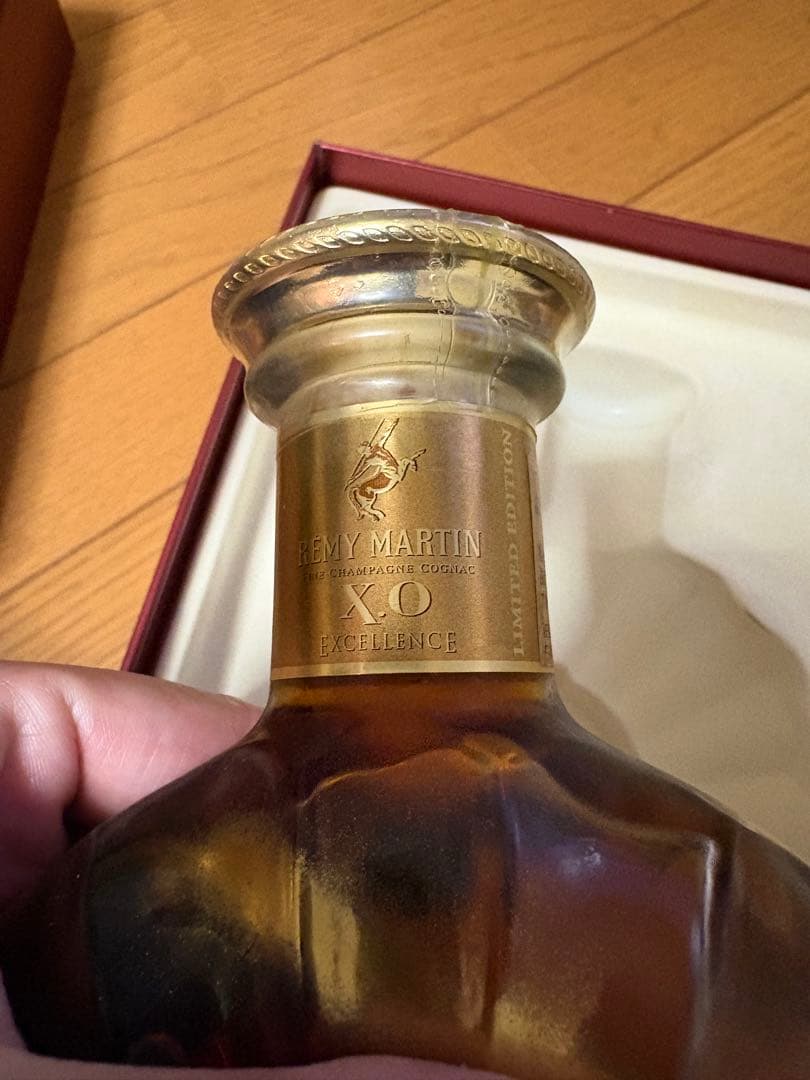 RÉMY MARTIN
FINE CHAMPAGNE COGNAC
X.O
EXCELLENCE
LIMITED EDITION